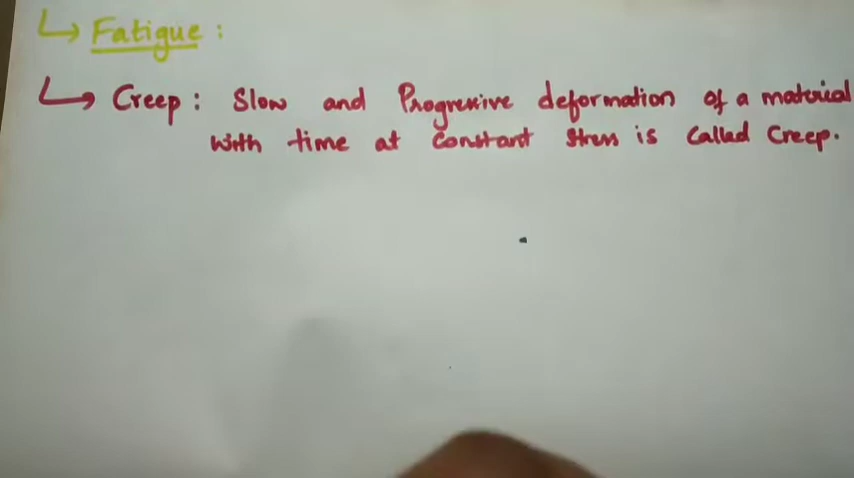 ↳ Fatigue :
↳ Creep : Slow and Progressive deformation of a material
with time at Constant Stress is Called Creep.